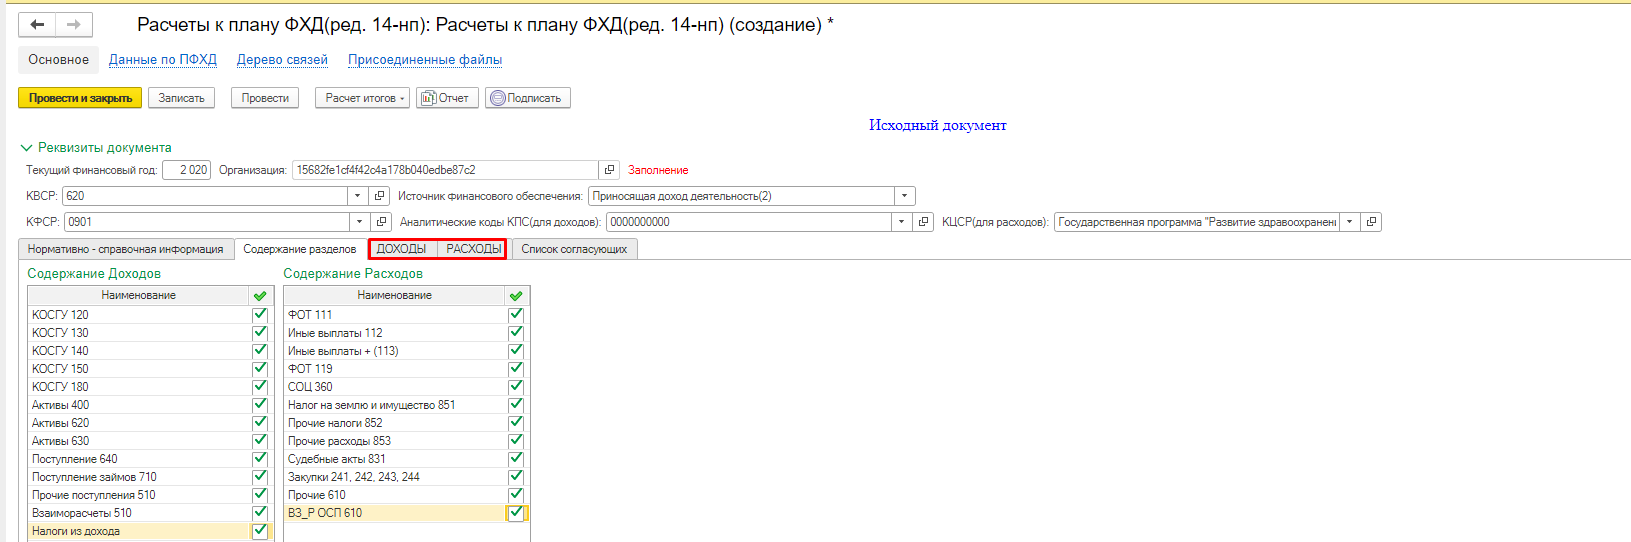 Расчеты к плану ФХД(ред. 14-нп): Расчеты к плану ФХД(ред. 14-нп) (создание) *
Основное Данные по ПФХД Дерево связей Присоединенные файлы
Провести и закрыть Записать Провести Расчет итогов Отчет Подписать
Исходный документ
Реквизиты документа
Текущий финансовый год: 2 020 Организация: 15682fe1cf4f42c4a178b040edbe87c2 Заполнение
КВСР: 620 Источник финансового обеспечения: Приносящая доход деятельность(2)
КФСР: 0901 Аналитические коды КПС(для доходов): 0000000000 КЦСР(для расходов): Государственная программа "Развитие здравоохранени
Нормативно - справочная информация Содержание разделов ДОХОДЫ РАСХОДЫ Список согласующих
Содержание Доходов Содержание Расходов
Наименование Наименование
КОСГУ 120 ФОТ 111
КОСГУ 130 Иные выплаты 112
КОСГУ 140 Иные выплаты + (113)
КОСГУ 150 ФОТ 119
КОСГУ 180 СОЦ 360
Активы 400 Налог на землю и имущество 851
Активы 620 Прочие налоги 852
Активы 630 Прочие расходы 853
Поступление 640 Судебные акты 831
Поступление займов 710 Закупки 241, 242, 243, 244
Прочие поступления 510 Прочие 610
Взаиморасчеты 510 ВЗ_Р ОСП 610
Налоги из дохода